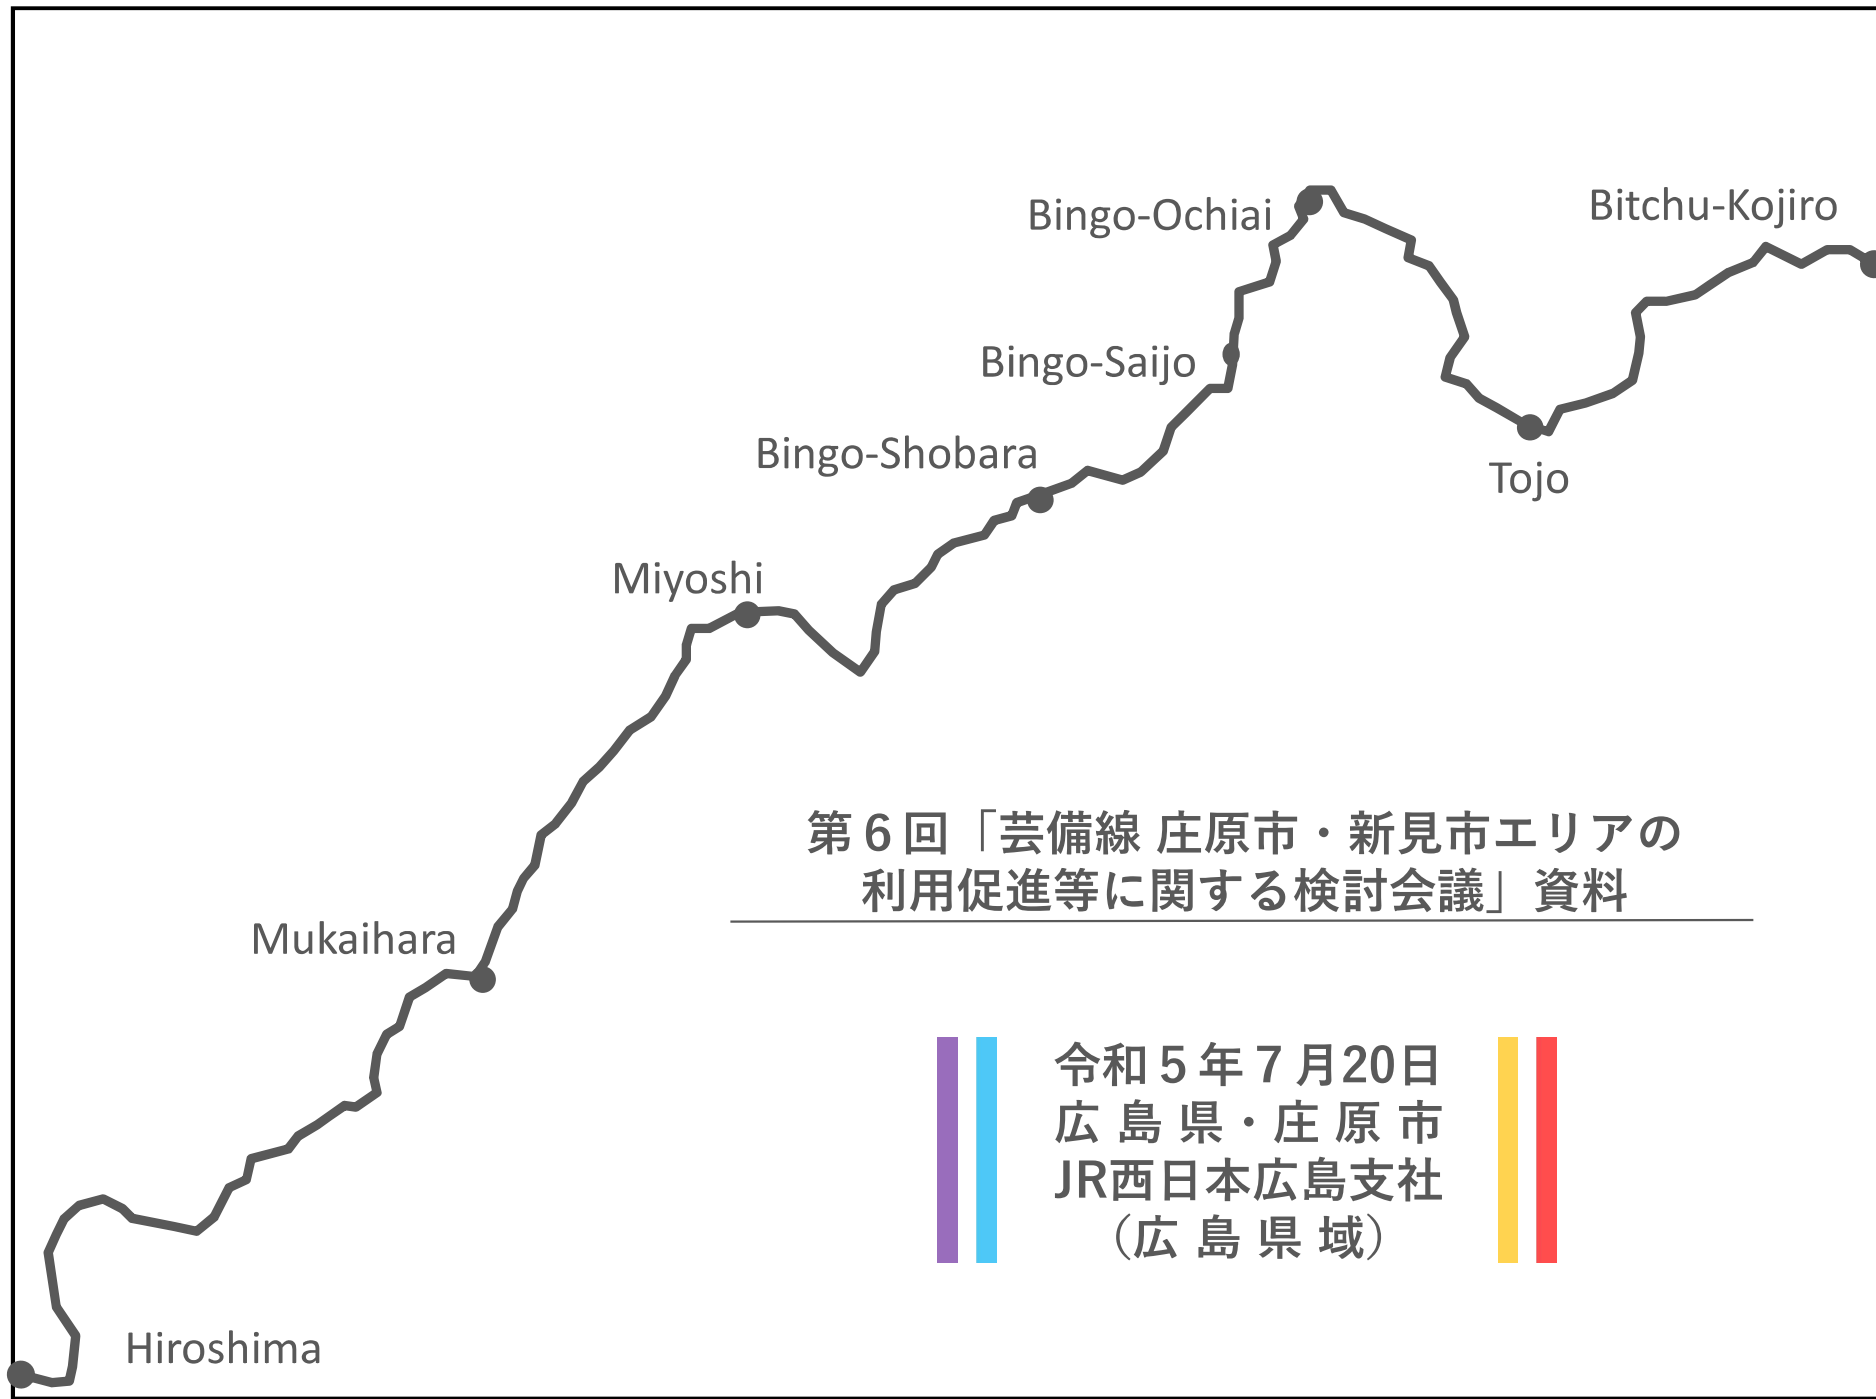 Bitchu-Kojiro
Bingo-Ochiai
Bingo-Saijo
Bingo-Shobara
Tojo
Miyoshi
第６回「芸備線 庄原市・新見市エリアの
利用促進等に関する検討会議」資料
Mukaihara
令和５年７月20日
広島県・庄原市
JR西日本広島支社
（広島県域）
Hiroshima